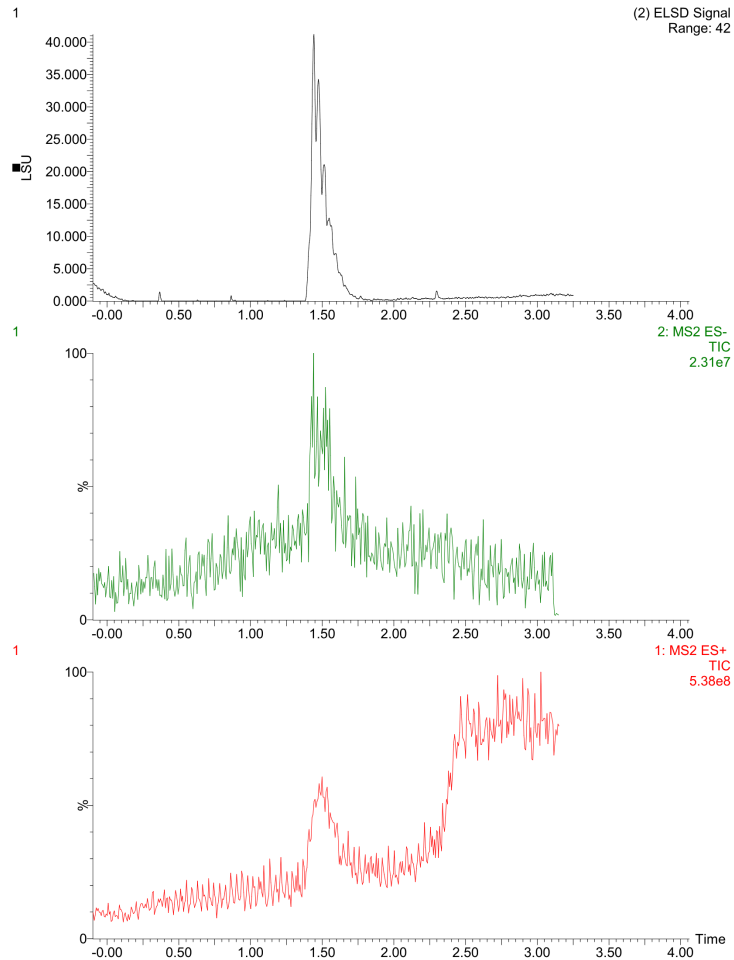 1
(2) ELSD Signal
Range: 42
40.000
35.000
30.000
25.000
20.000
15.000
10.000
5.000
0.000
LSU
-0.00 0.50 1.00 1.50 2.00 2.50 3.00 3.50 4.00
1
2: MS2 ES-
TIC
2.31e7
100
%
0
-0.00 0.50 1.00 1.50 2.00 2.50 3.00 3.50 4.00
1
1: MS2 ES+
TIC
5.38e8
100
%
0
-0.00 0.50 1.00 1.50 2.00 2.50 3.00 3.50 4.00
Time